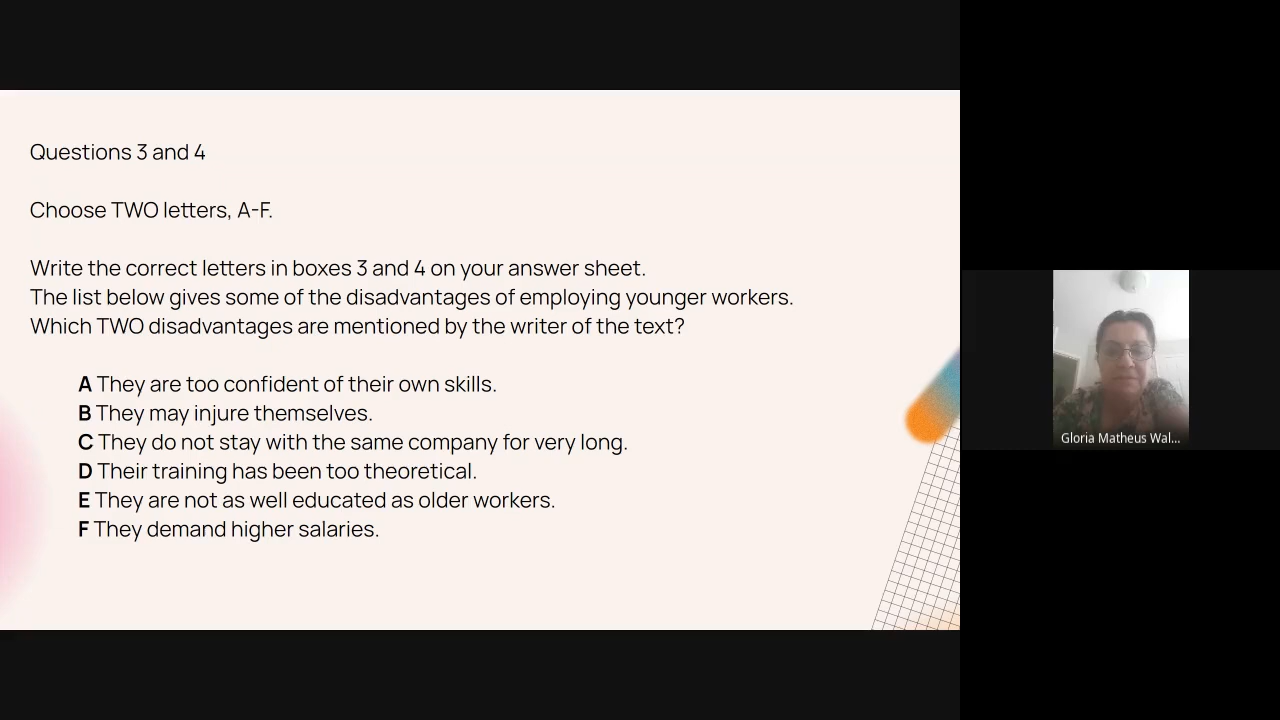 Questions 3 and 4
Choose TWO letters, A-F.
Write the correct letters in boxes 3 and 4 on your answer sheet.
The list below gives some of the disadvantages of employing younger workers.
Which TWO disadvantages are mentioned by the writer of the text?
A They are too confident of their own skills.
B They may injure themselves.
C They do not stay with the same company for very long.
D Their training has been too theoretical.
E They are not as well educated as older workers.
F They demand higher salaries.
Gloria Matheus Wal...